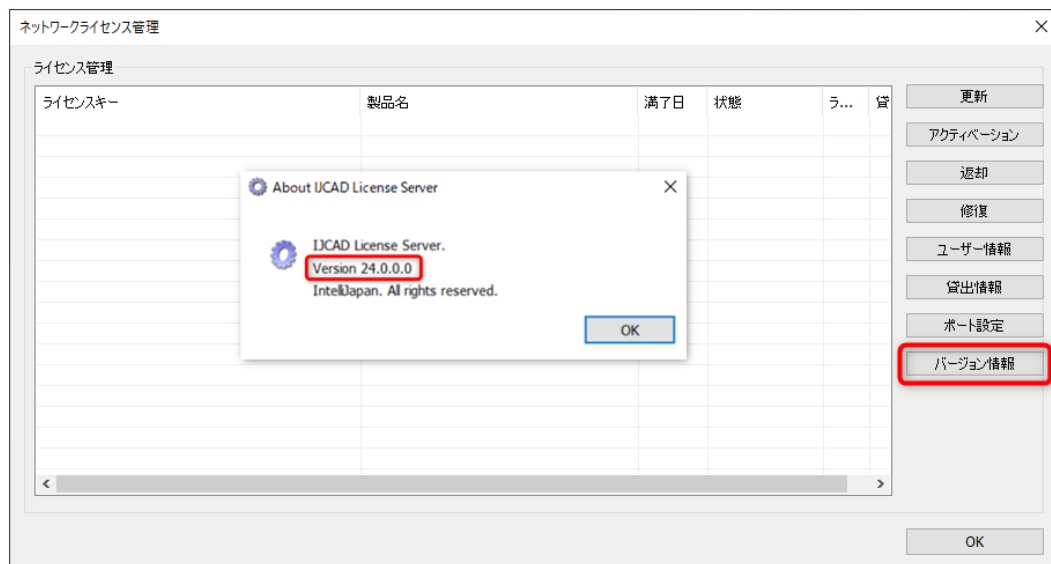 ネットワークライセンス管理
ライセンス管理
ライセンスキー 製品名 満了日 状態 ラ... 貸
更新
アクティベーション
返却
修復
ユーザー情報
貸出情報
ポート設定
バージョン情報
About IJCAD License Server
IJCAD License Server.
Version 24.0.0.0
IntelliJapan. All rights reserved.
OK
OK